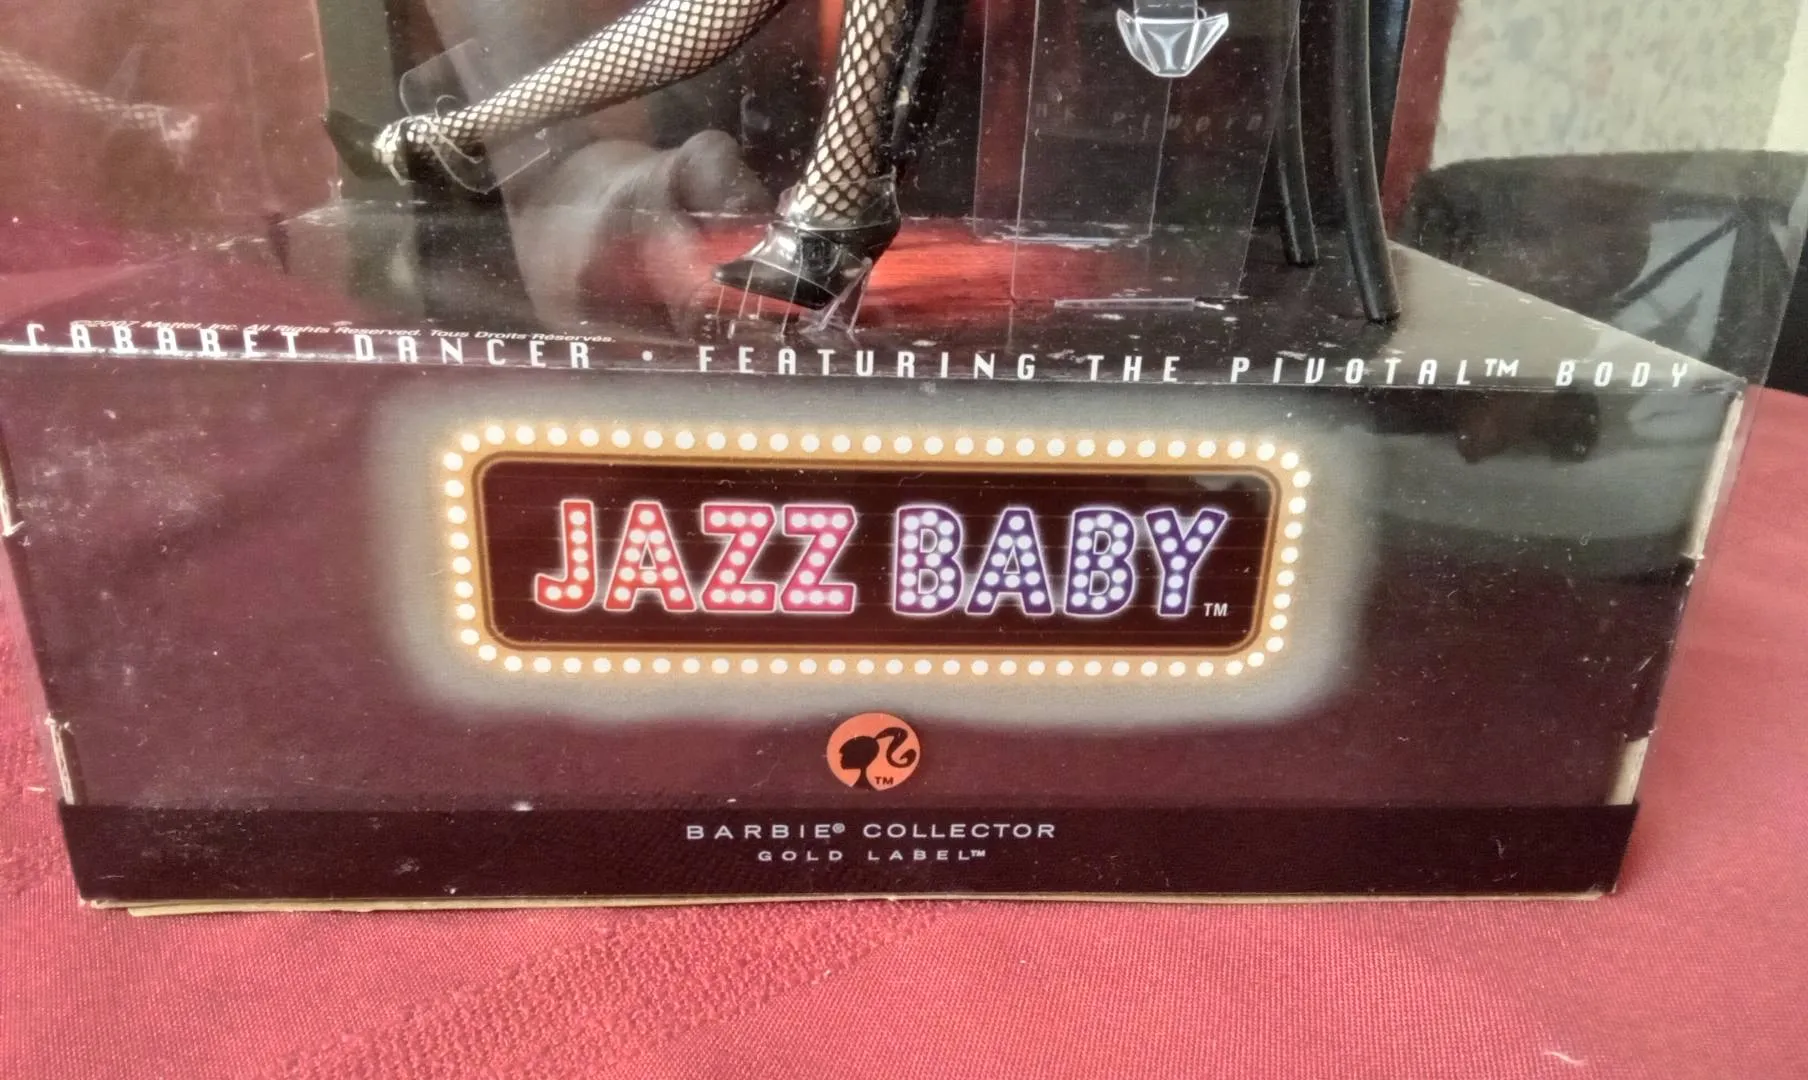 ©2007 Mattel, Inc. All Rights Reserved. Tous Droits Réservés.
CABARET DANCER • FEATURING THE PIVOTAL™ BODY
JAZZ BABY™
TM
BARBIE® COLLECTOR
GOLD LABEL™